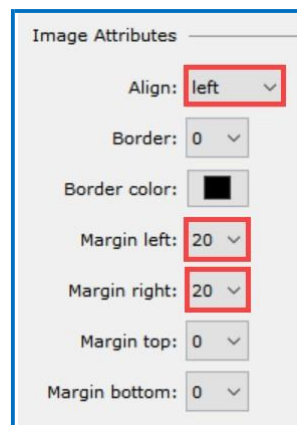 Image Attributes
Align: left
Border: 0
Border color:
Margin left: 20
Margin right: 20
Margin top: 0
Margin bottom: 0